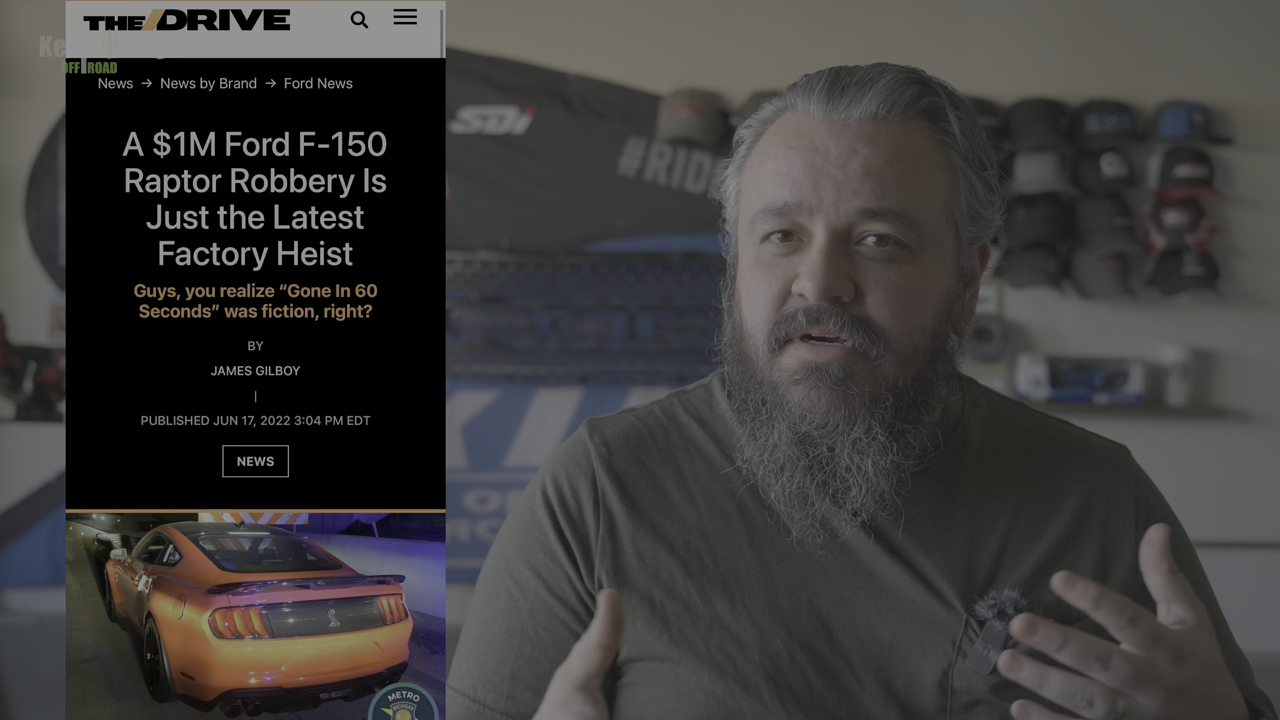 THE/DRIVE
OFF ROAD
News → News by Brand → Ford News
A $1M Ford F-150
Raptor Robbery Is
Just the Latest
Factory Heist
Guys, you realize “Gone In 60
Seconds” was fiction, right?
BY
JAMES GILBOY
|
PUBLISHED JUN 17, 2022 3:04 PM EDT
NEWS
METRO
SDi
#RID